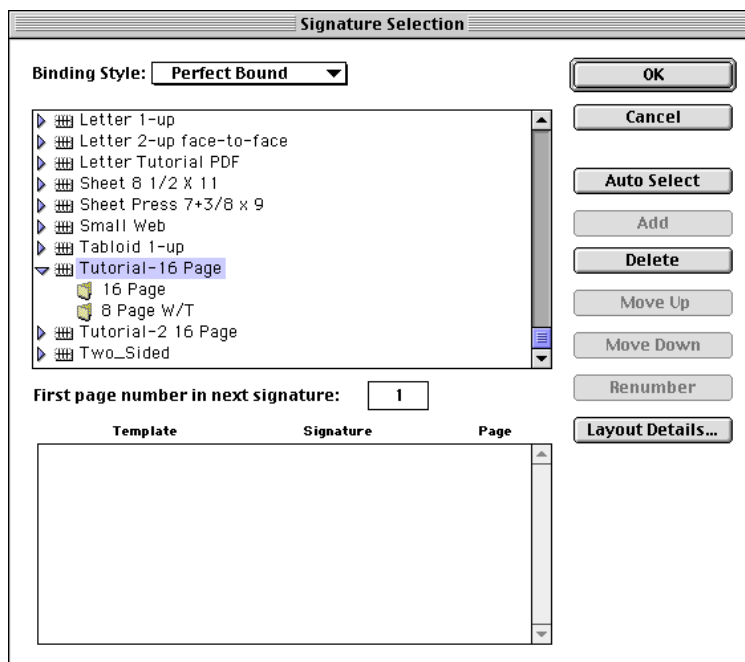 Signature Selection
Binding Style: Perfect Bound
OK
Letter 1-up
Cancel
Letter 2-up face-to-face
Letter Tutorial PDF
Sheet 8 1/2 X 11
Auto Select
Sheet Press 7+3/8 x 9
Small Web
Add
Tabloid 1-up
Tutorial-16 Page
Delete
16 Page
8 Page W/T
Move Up
Tutorial-2 16 Page
Two_Sided
Move Down
First page number in next signature: 1
Renumber
Template Signature Page
Layout Details...